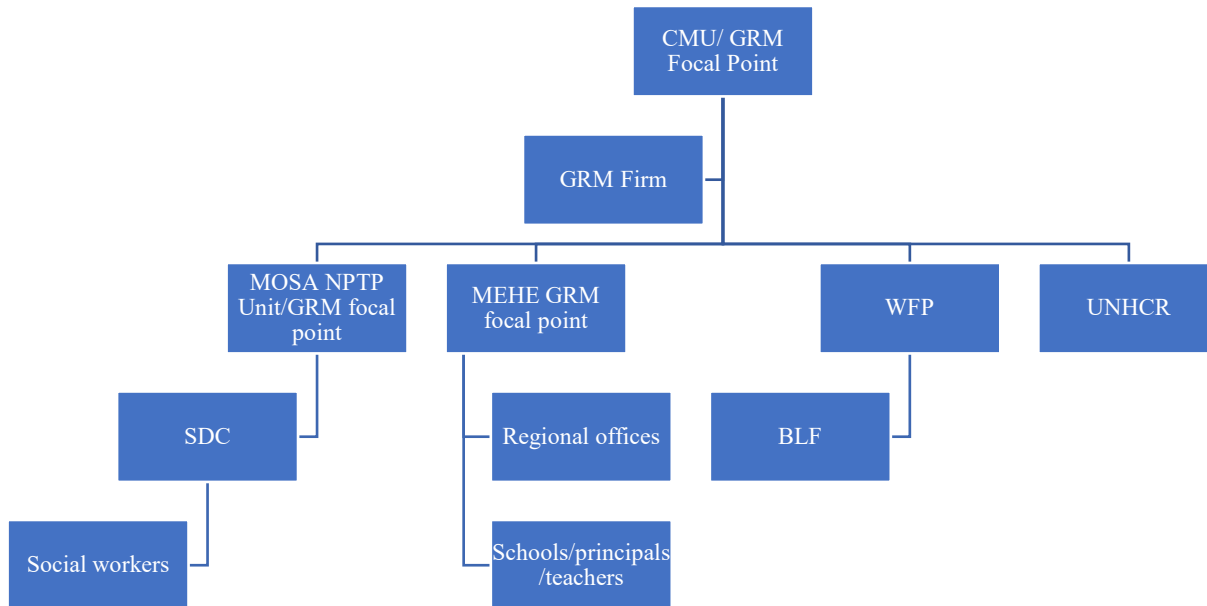 CMU/ GRM
Focal Point
GRM Firm
MOSA NPTP
Unit/GRM focal
point
MEHE GRM
focal point
WFP
UNHCR
SDC
Regional offices
BLF
Social workers
Schools/principals
/teachers